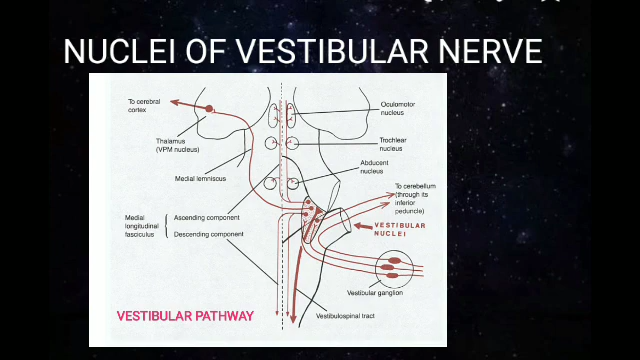 NUCLEI OF VESTIBULAR NERVE
To cerebral
cortex
Oculomotor
nucleus
Thalamus
(VPM nucleus)
Trochlear
nucleus
Abducent
nucleus
Medial lemniscus
To cerebellum
(through its
inferior
peduncle)
Medial
longitudinal
fasciculus
Ascending component
Descending component
VESTIBULAR
NUCLEI
Vestibular ganglion
Vestibulospinal tract
VESTIBULAR PATHWAY